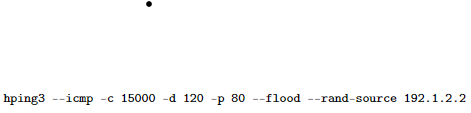 hping3 --icmp -c 15000 -d 120 -p 80 --flood --rand-source 192.1.2.2